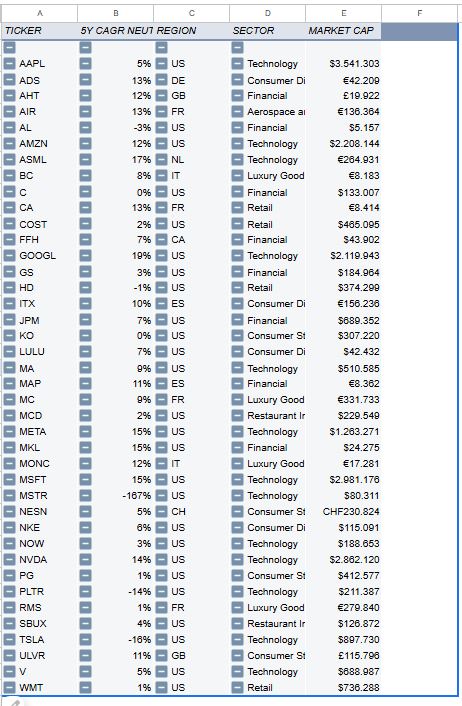 A B C D E F
TICKER 5Y CAGR NEUT REGION SECTOR MARKET CAP
AAPL 5% US Technology $3.541.303
ADS 13% DE Consumer Di €42.209
AHT 12% GB Financial £19.922
AIR 13% FR Aerospace a €136.364
AL -3% US Financial $5.157
AMZN 12% US Technology $2.208.144
ASML 17% NL Technology €264.931
BC 8% IT Luxury Good €8.183
C 0% US Financial $133.007
CA 13% FR Retail €8.414
COST 2% US Retail $465.095
FFH 7% CA Financial $43.902
GOOGL 19% US Technology $2.119.943
GS 3% US Financial $184.964
HD -1% US Retail $374.299
ITX 10% ES Consumer Di €156.236
JPM 7% US Financial $689.352
KO 0% US Consumer St $307.220
LULU 7% US Consumer Di $42.432
MA 9% US Technology $510.585
MAP 11% ES Financial €8.362
MC 9% FR Luxury Good €331.733
MCD 2% US Restaurant Ir $229.549
META 15% US Technology $1.263.271
MKL 15% US Financial $24.275
MONC 12% IT Luxury Good €17.281
MSFT 15% US Technology $2.981.176
MSTR -167% US Technology $80.311
NESN 5% CH Consumer St CHF230.824
NKE 6% US Consumer Di $115.091
NOW 3% US Technology $188.653
NVDA 14% US Technology $2.862.120
PG 1% US Consumer St $412.577
PLTR -14% US Technology $211.387
RMS 1% FR Luxury Good €279.840
SBUX 4% US Restaurant Ir $126.872
TSLA -16% US Technology $897.730
ULVR 11% GB Consumer St £115.796
V 5% US Technology $688.987
WMT 1% US Retail $736.288